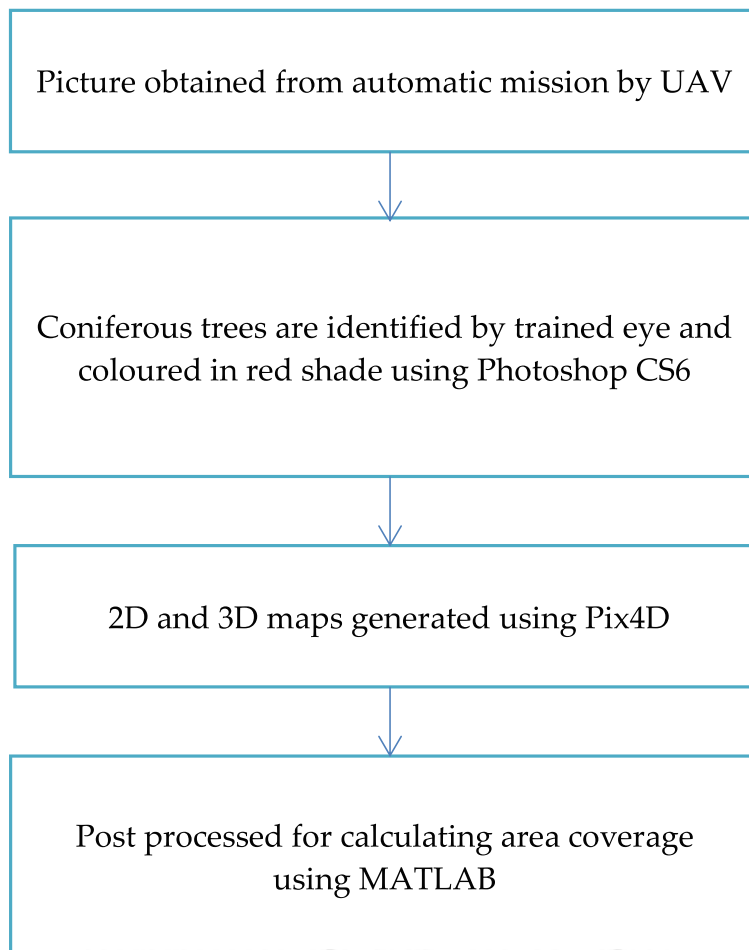 Picture obtained from automatic mission by UAV
Coniferous trees are identified by trained eye and
coloured in red shade using Photoshop CS6
2D and 3D maps generated using Pix4D
Post processed for calculating area coverage
using MATLAB